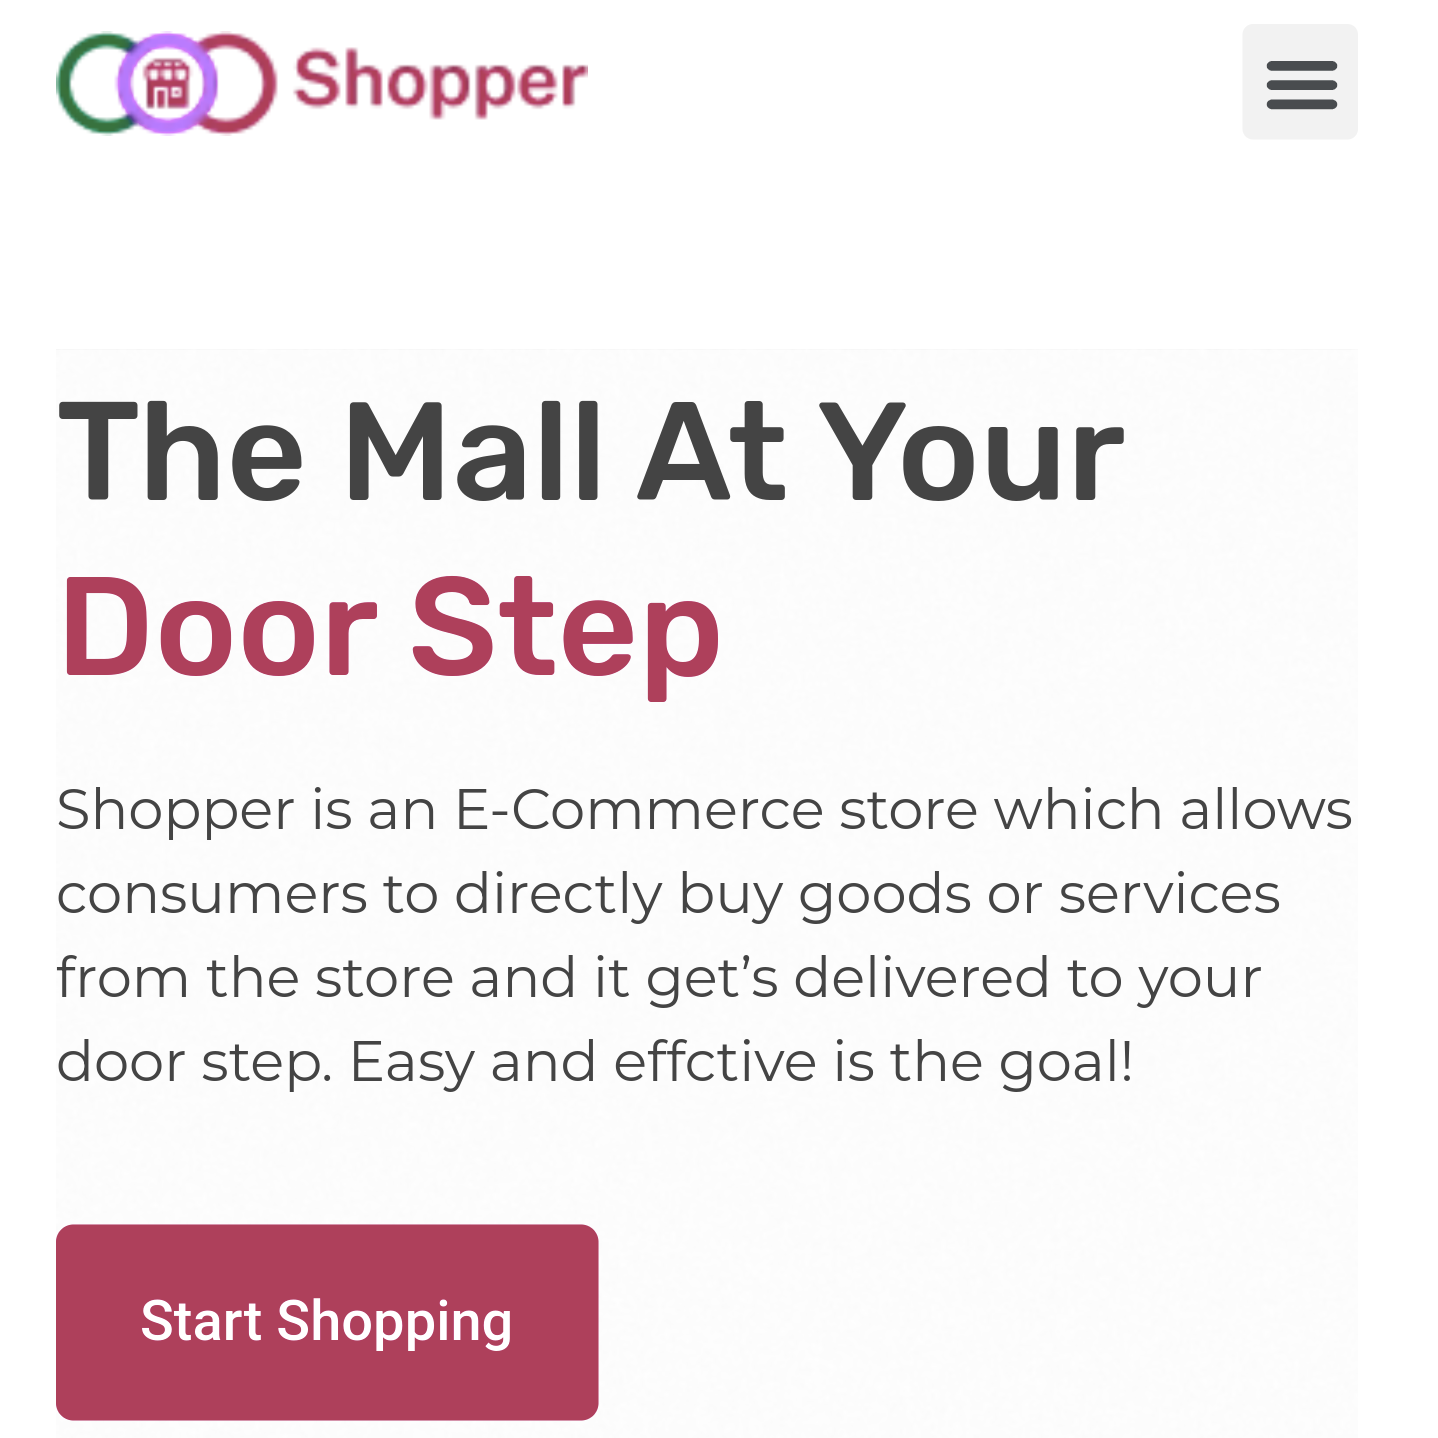 Shopper
The Mall At Your
Door Step
Shopper is an E-Commerce store which allows
consumers to directly buy goods or services
from the store and it get’s delivered to your
door step. Easy and effctive is the goal!
Start Shopping